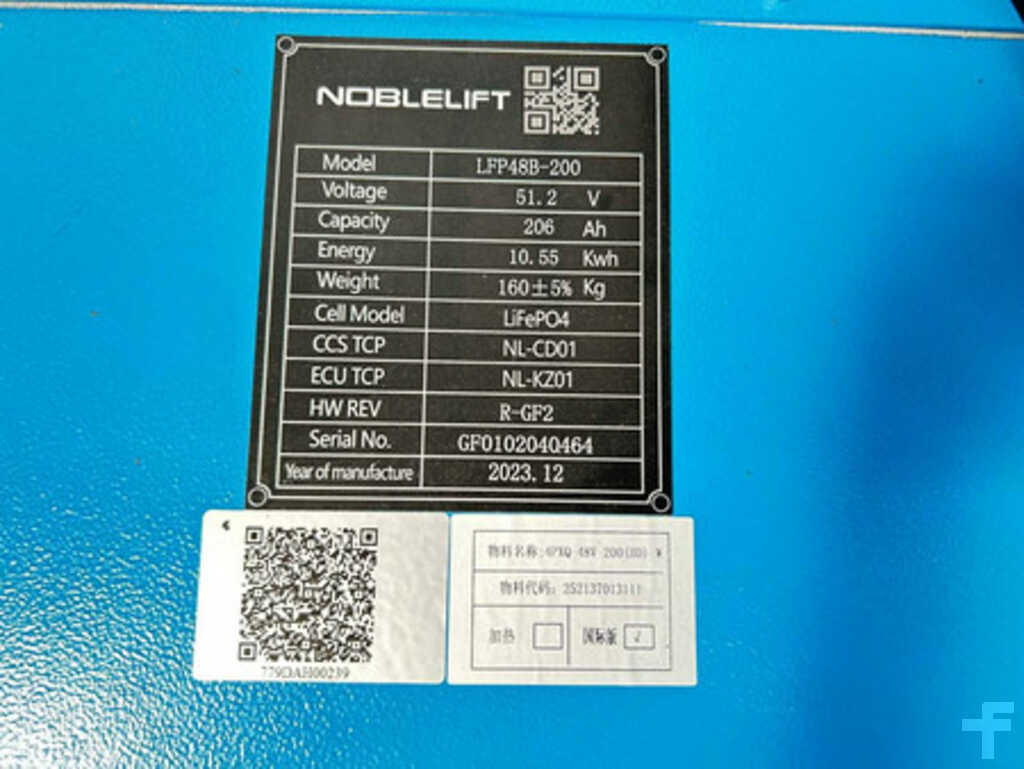 NOBLELIFT
Model LFP48B-200
Voltage 51.2 V
Capacity 206 Ah
Energy 10.55 Kwh
Weight 160±5% Kg
Cell Model LiFePO4
CCS TCP NL-CD01
ECU TCP NL-KZ01
HW REV R-GF2
Serial No. GF0102040464
Year of manufacture 2023.12
779DAH00239
物料名称: 48V
物料代码: 252137013111
加热 国际版 √